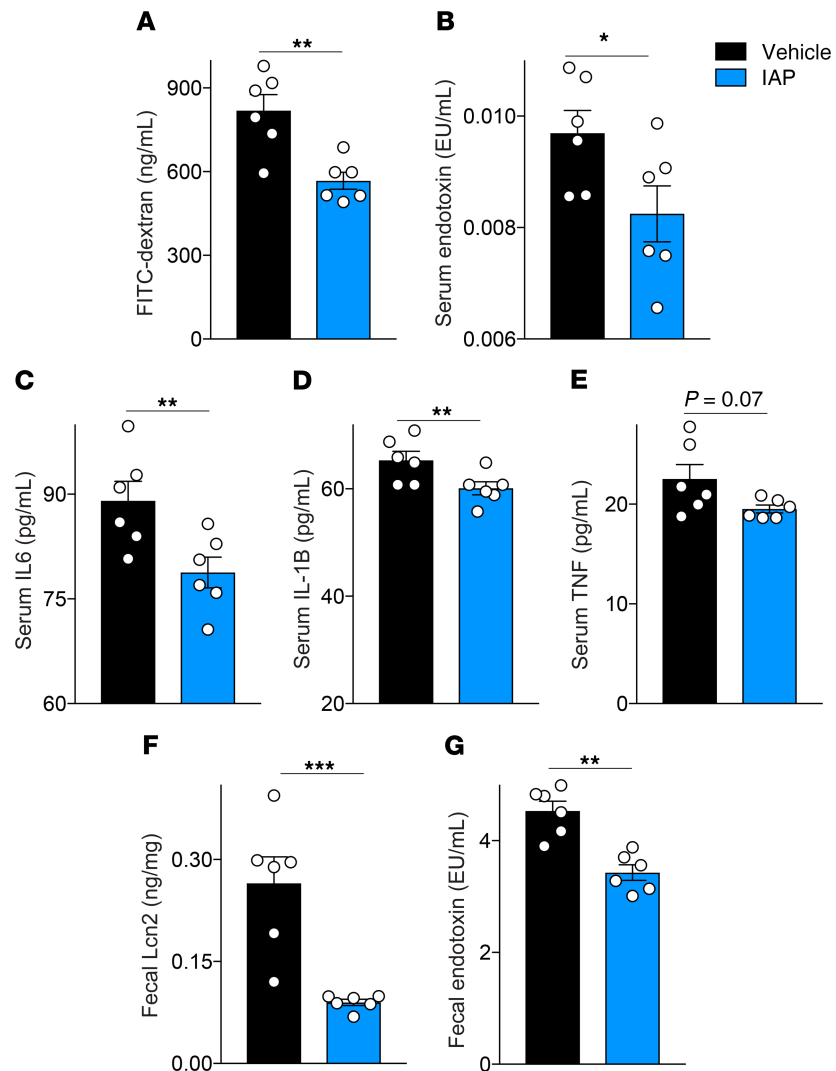 A
**
900
600
300
0
FITC-dextran (ng/mL)
B
*
0.010
0.008
0.006
Serum endotoxin (EU/mL)
Vehicle
IAP
C
**
90
75
60
Serum IL6 (pg/mL)
D
**
60
40
20
Serum IL-1B (pg/mL)
E
P = 0.07
20
10
0
Serum TNF (pg/mL)
F
***
0.30
0.15
0.00
Fecal Lcn2 (ng/mg)
G
**
4
2
0
Fecal endotoxin (EU/mL)